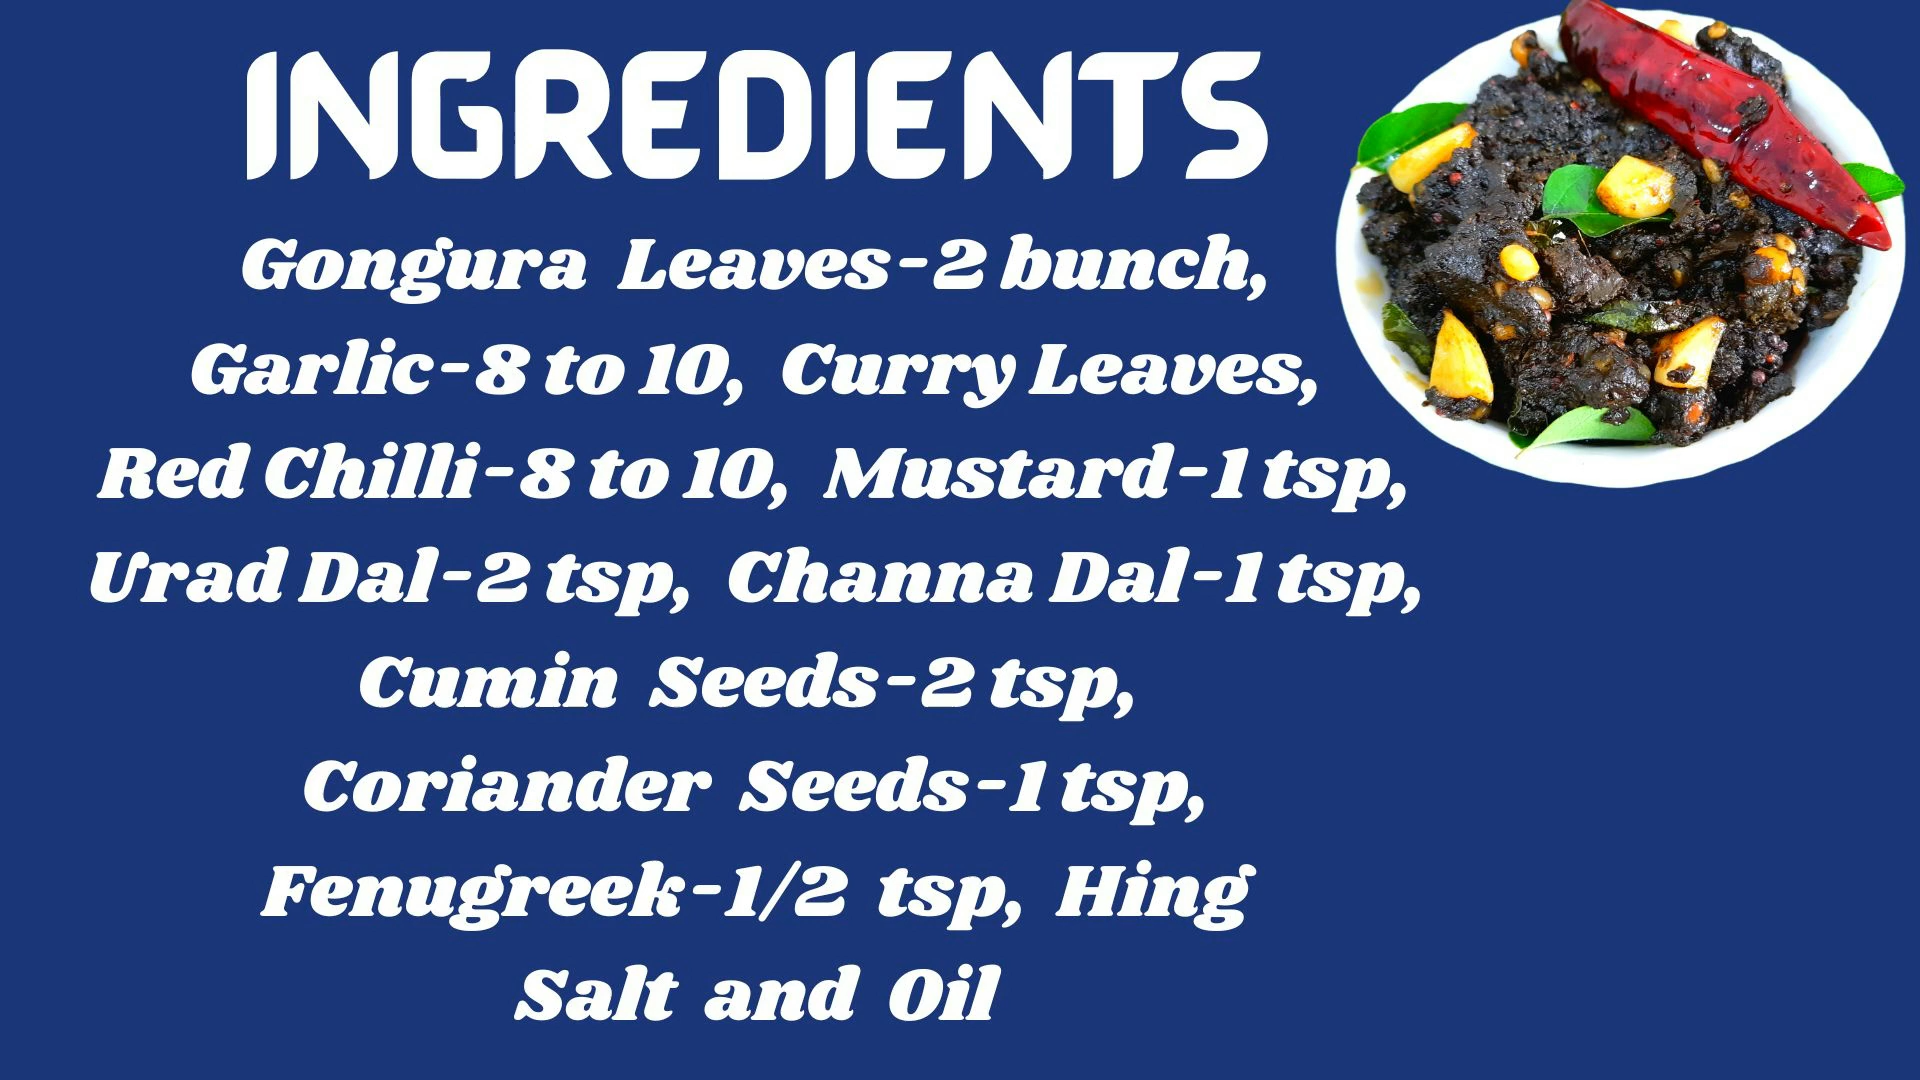 INGREDIENTS
Gongura Leaves-2 bunch,
Garlic-8 to 10, Curry Leaves,
Red Chilli-8 to 10, Mustard-1 tsp,
Urad Dal-2 tsp, Channa Dal-1 tsp,
Cumin Seeds-2 tsp,
Coriander Seeds-1 tsp,
Fenugreek-1/2 tsp, Hing
Salt and Oil